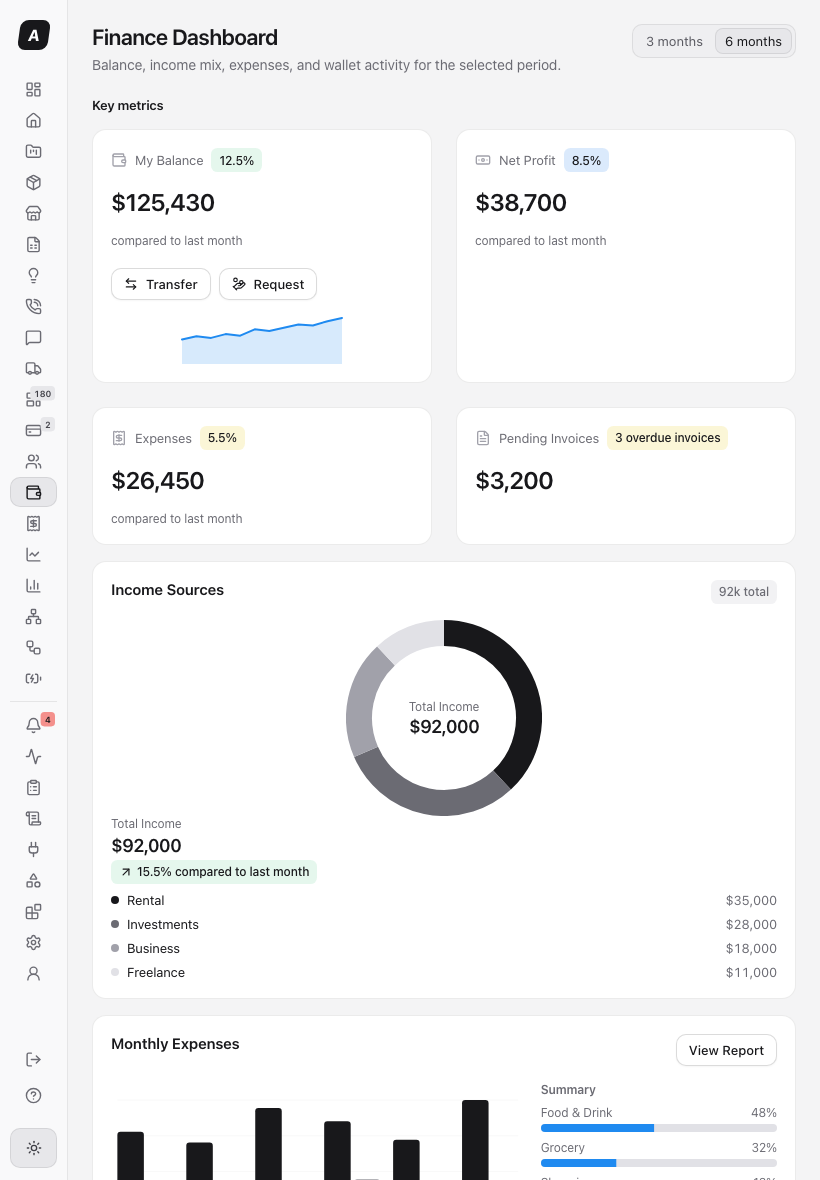 A
Finance Dashboard
Balance, income mix, expenses, and wallet activity for the selected period.
3 months
6 months
Key metrics
My Balance
12.5%
$125,430
compared to last month
Transfer
Request
Net Profit
8.5%
$38,700
compared to last month
180
2
Expenses
5.5%
$26,450
compared to last month
Pending Invoices
3 overdue invoices
$3,200
Income Sources
92k total
Total Income
$92,000
4
Total Income
$92,000
15.5% compared to last month
Rental $35,000
Investments $28,000
Business $18,000
Freelance $11,000
Monthly Expenses
View Report
Summary
Food & Drink 48%
Grocery 32%